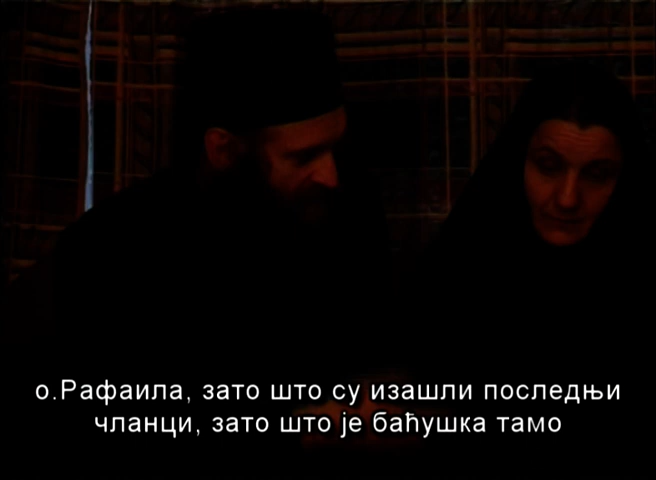 о.Рафаила, зато што су изашли последњи
чланци, зато што је баћушка тамо